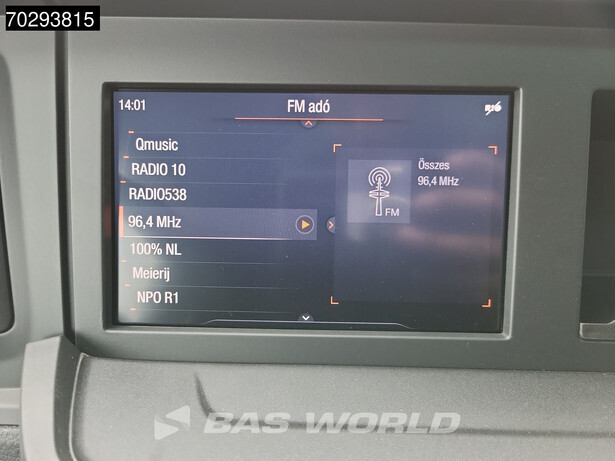 70293815
14:01
FM adó
Qmusic
RADIO 10
RADIO538
96,4 MHz
100% NL
Meierij
NPO R1
Összes
96,4 MHz
FM
BAS WORLD